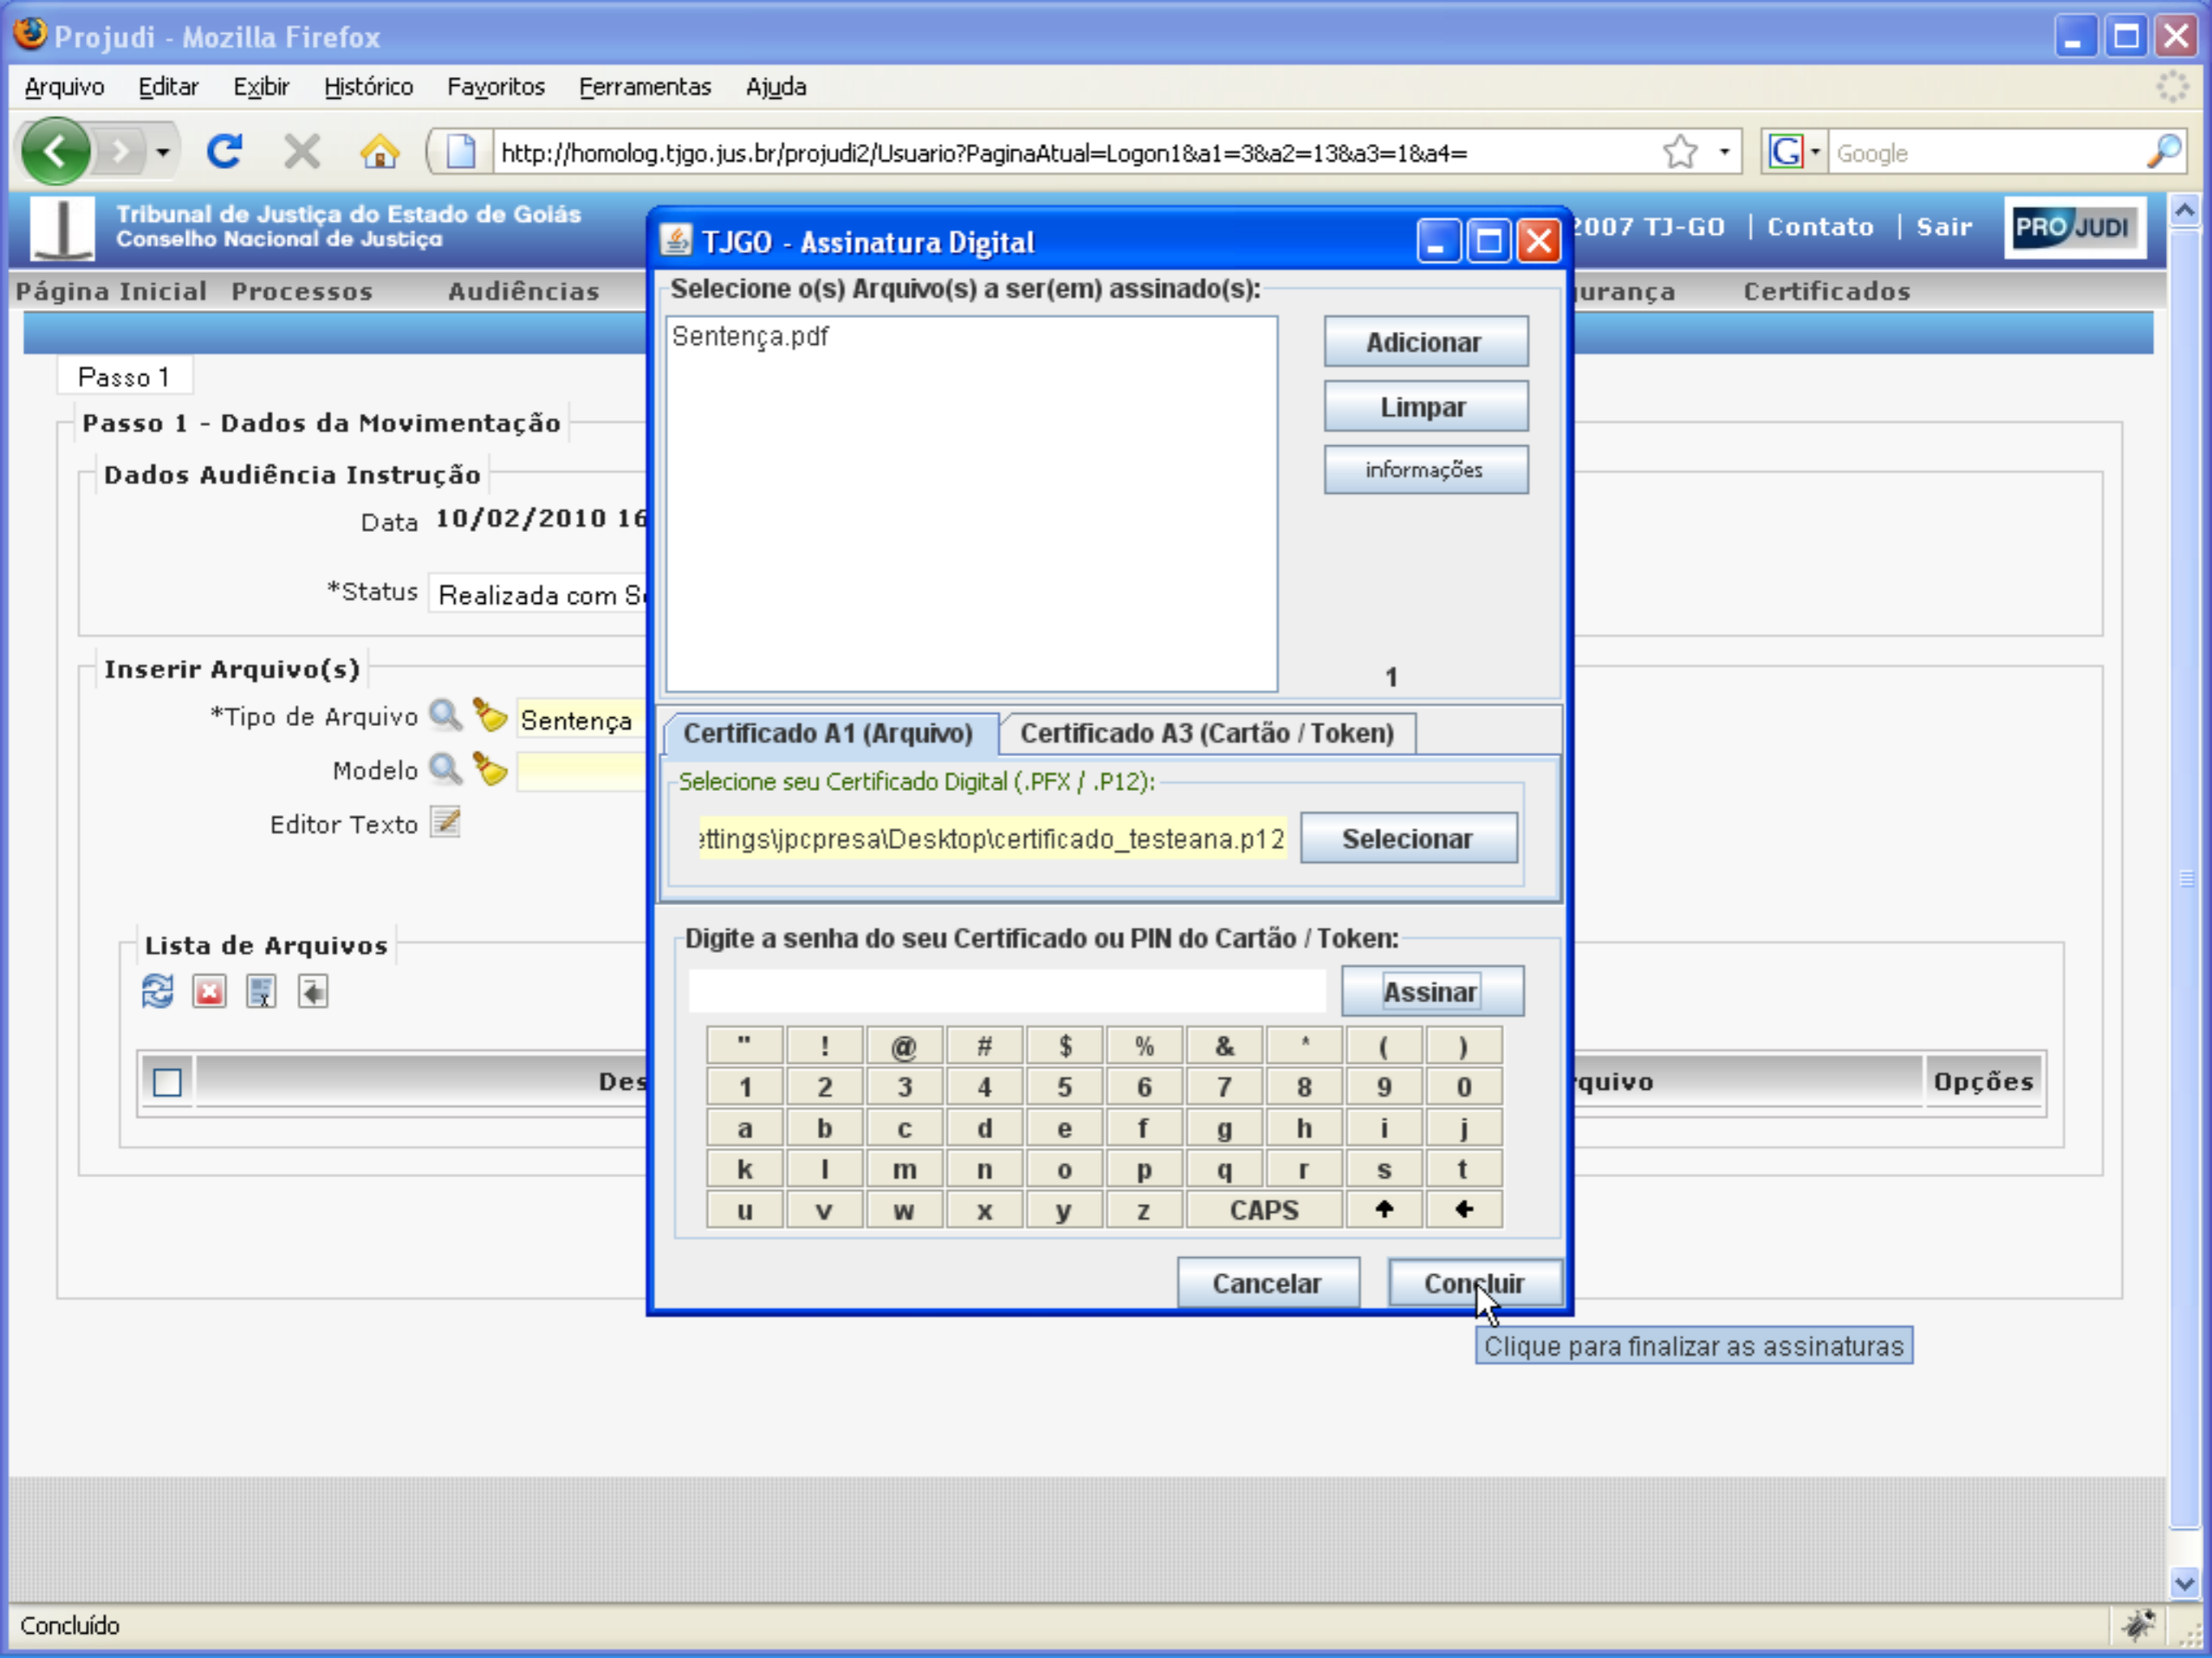 Projudi - Mozilla Firefox
Arquivo Editar Exibir Histórico Favoritos Ferramentas Ajuda
http://homolog.tjgo.jus.br/projudi2/Usuario?PaginaAtual=Logon1&a1=3&a2=13&a3=1&a4=
Google
Tribunal de Justiça do Estado de Goiás
Conselho Nacional de Justiça
2007 TJ-GO | Contato | Sair
PROJUDI
Página Inicial Processos Audiências urança Certificados
TJGO - Assinatura Digital
Selecione o(s) Arquivo(s) a ser(em) assinado(s):
Sentença.pdf
Adicionar
Limpar
informações
1
Passo 1
Passo 1 - Dados da Movimentação
Dados Audiência Instrução
Data 10/02/2010 16
*Status Realizada com S
Inserir Arquivo(s)
*Tipo de Arquivo Sentença
Modelo
Editor Texto
Certificado A1 (Arquivo) Certificado A3 (Cartão / Token)
Selecione seu Certificado Digital (.PFX / .P12):
ettings\jpcpresa\Desktop\certificado_testeana.p12 Selecionar
Digite a senha do seu Certificado ou PIN do Cartão / Token:
Assinar
Lista de Arquivos
Des quivo Opções
" ! @ # $ % & * ( )
1 2 3 4 5 6 7 8 9 0
a b c d e f g h i j
k l m n o p q r s t
u v w x y z CAPS
Cancelar Concluir
Clique para finalizar as assinaturas
Concluído